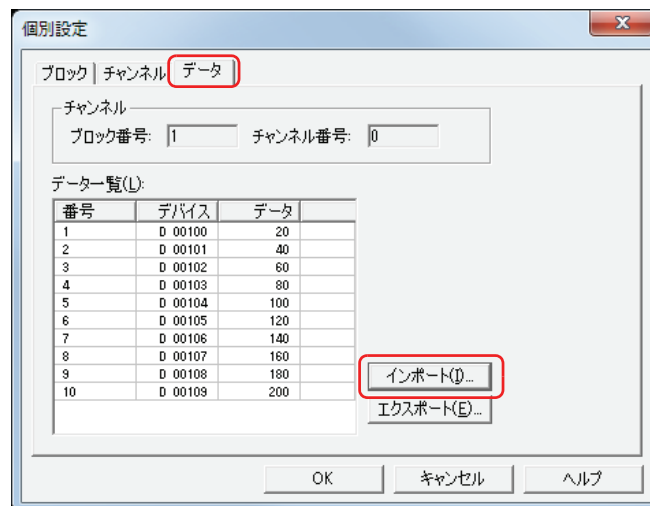 個別設定
ブロック チャンネル データ
チャンネル
ブロック番号: 1 チャンネル番号: 0
データ一覧(L):
番号 デバイス データ
1 D 00100 20
2 D 00101 40
3 D 00102 60
4 D 00103 80
5 D 00104 100
6 D 00105 120
7 D 00106 140
8 D 00107 160
9 D 00108 180
10 D 00109 200
インポート(I)...
エクスポート(E)...
OK キャンセル ヘルプ